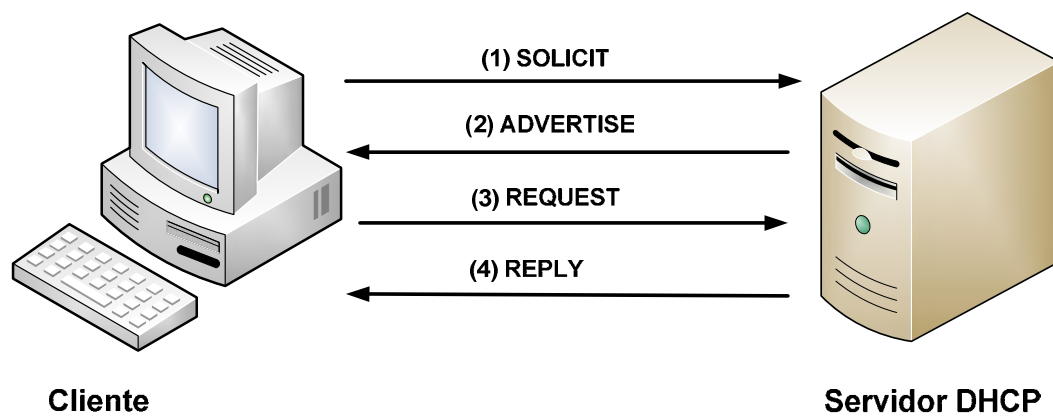 (1) SOLICIT
(2) ADVERTISE
(3) REQUEST
(4) REPLY
Cliente
Servidor DHCP